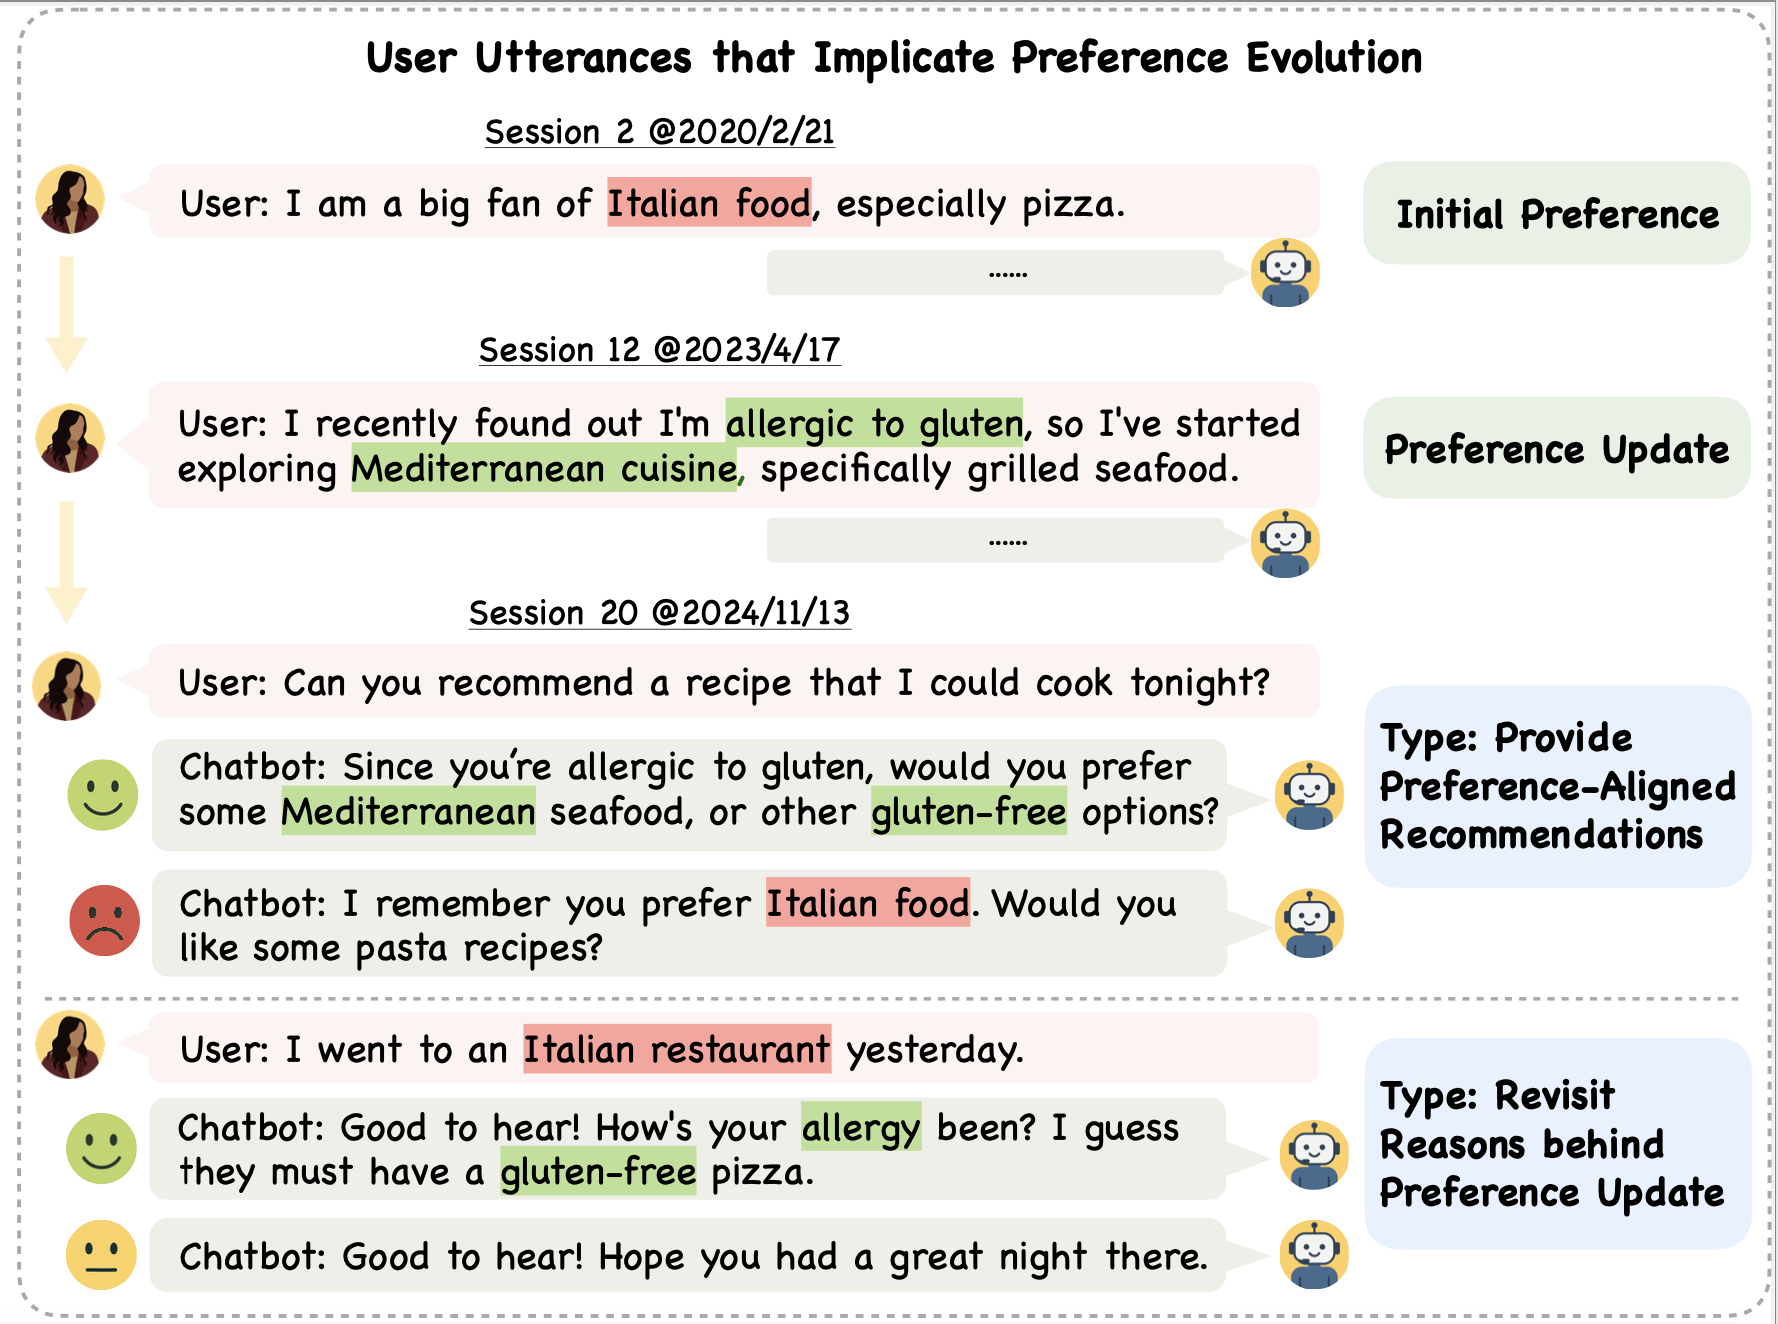 User Utterances that Implicate Preference Evolution
Session 2 @2020/2/21
User: I am a big fan of Italian food, especially pizza.
Initial Preference
......
Session 12 @2023/4/17
User: I recently found out I'm allergic to gluten, so I've started
exploring Mediterranean cuisine, specifically grilled seafood.
Preference Update
......
Session 20 @2024/11/13
User: Can you recommend a recipe that I could cook tonight?
Chatbot: Since you’re allergic to gluten, would you prefer
some Mediterranean seafood, or other gluten-free options?
Chatbot: I remember you prefer Italian food. Would you
like some pasta recipes?
Type: Provide
Preference-Aligned
Recommendations
User: I went to an Italian restaurant yesterday.
Chatbot: Good to hear! How's your allergy been? I guess
they must have a gluten-free pizza.
Chatbot: Good to hear! Hope you had a great night there.
Type: Revisit
Reasons behind
Preference Update